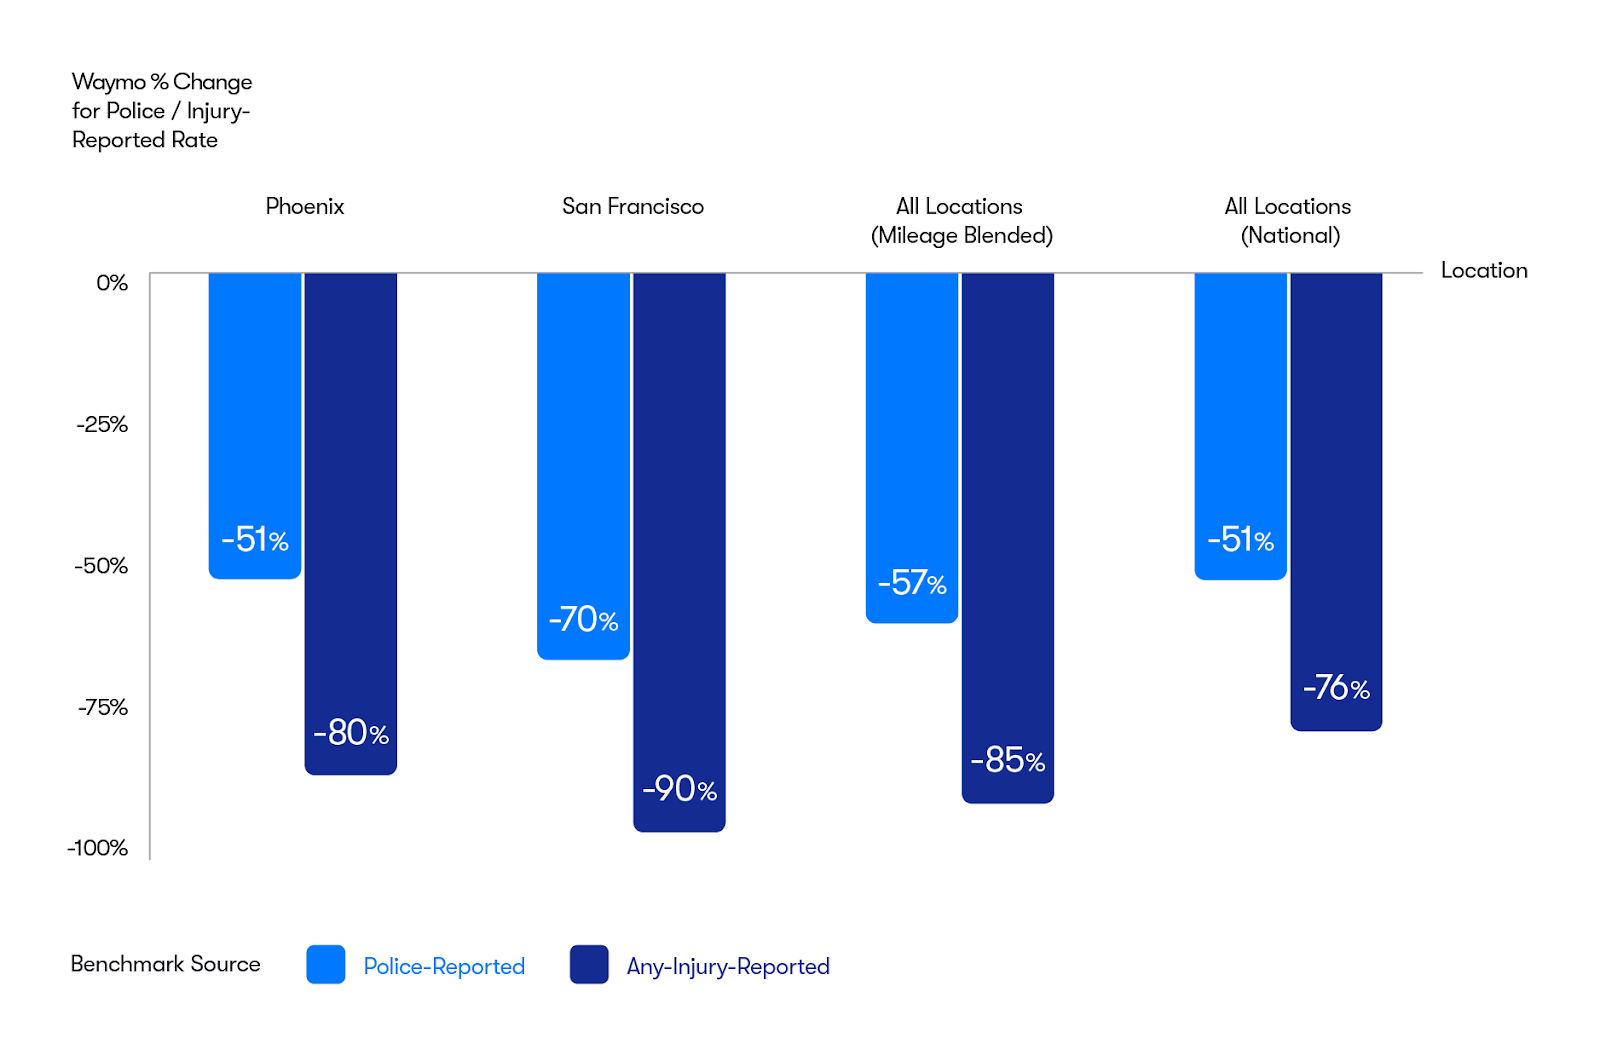 Waymo % Change
for Police / Injury-
Reported Rate
Phoenix
San Francisco
All Locations
(Mileage Blended)
All Locations
(National)
Location
0%
-25%
-50%
-75%
-100%
-51%
-80%
-70%
-90%
-57%
-85%
-51%
-76%
Benchmark Source
Police-Reported
Any-Injury-Reported